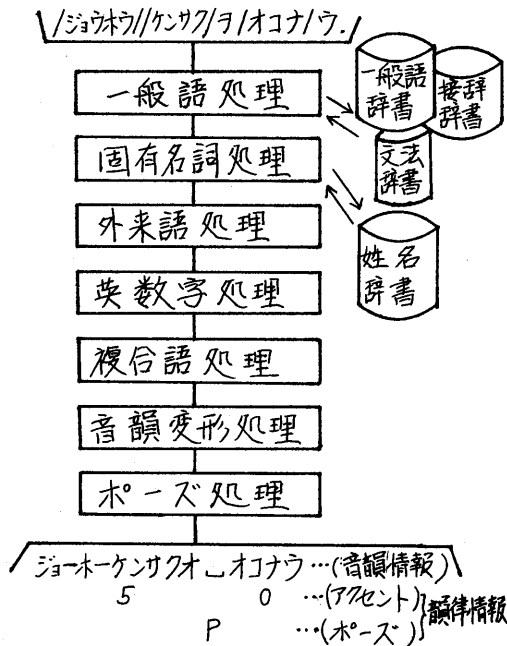 /ジョウホウ//ケンサク/ヲ/オコナ/ウ.
一般語処理
一般語辞書
接辞辞書
文法辞書
固有名詞処理
姓名辞書
外来語処理
英数字処理
複合語処理
音韻変形処理
ポーズ処理
ジョーホーケンサクオ␣オコナウ…(音韻情報)
5 0 …(アクセント)
P …(ポーズ)
韻律情報